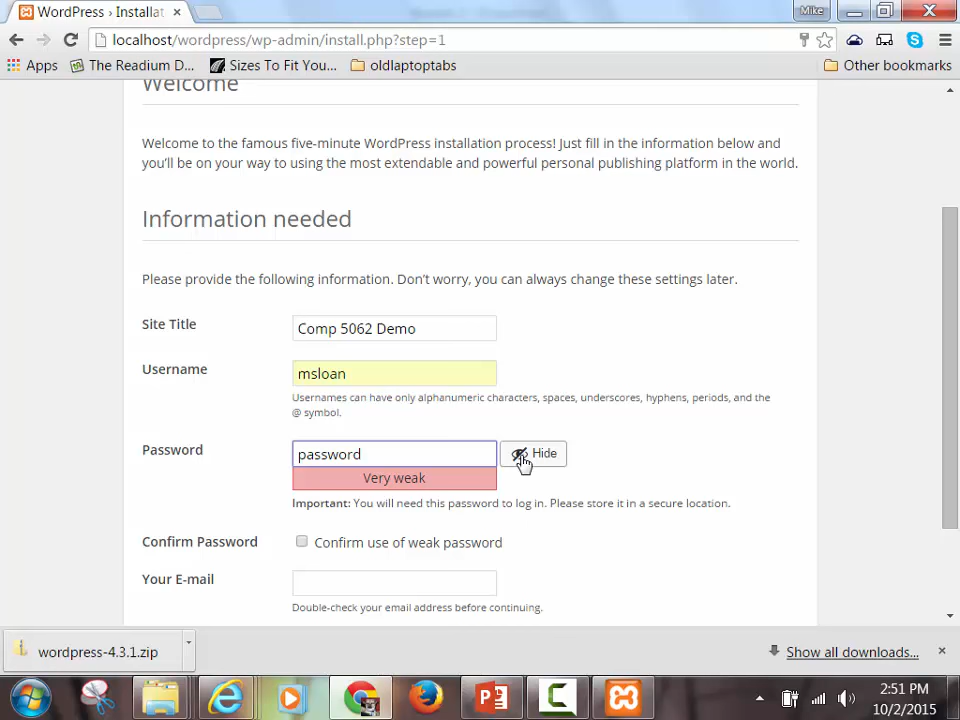 WordPress › Installat
Mike
localhost/wordpress/wp-admin/install.php?step=1
Apps
The Readium D...
Sizes To Fit You...
oldlaptoptabs
Other bookmarks
Welcome
Welcome to the famous five-minute WordPress installation process! Just fill in the information below and
you'll be on your way to using the most extendable and powerful personal publishing platform in the world.
Information needed
Please provide the following information. Don't worry, you can always change these settings later.
Site Title
Comp 5062 Demo
Username
msloan
Usernames can have only alphanumeric characters, spaces, underscores, hyphens, periods, and the
@ symbol.
Password
password
Hide
Very weak
Important: You will need this password to log in. Please store it in a secure location.
Confirm Password
Confirm use of weak password
Your E-mail
Double-check your email address before continuing.
wordpress-4.3.1.zip
Show all downloads...
2:51 PM
10/2/2015